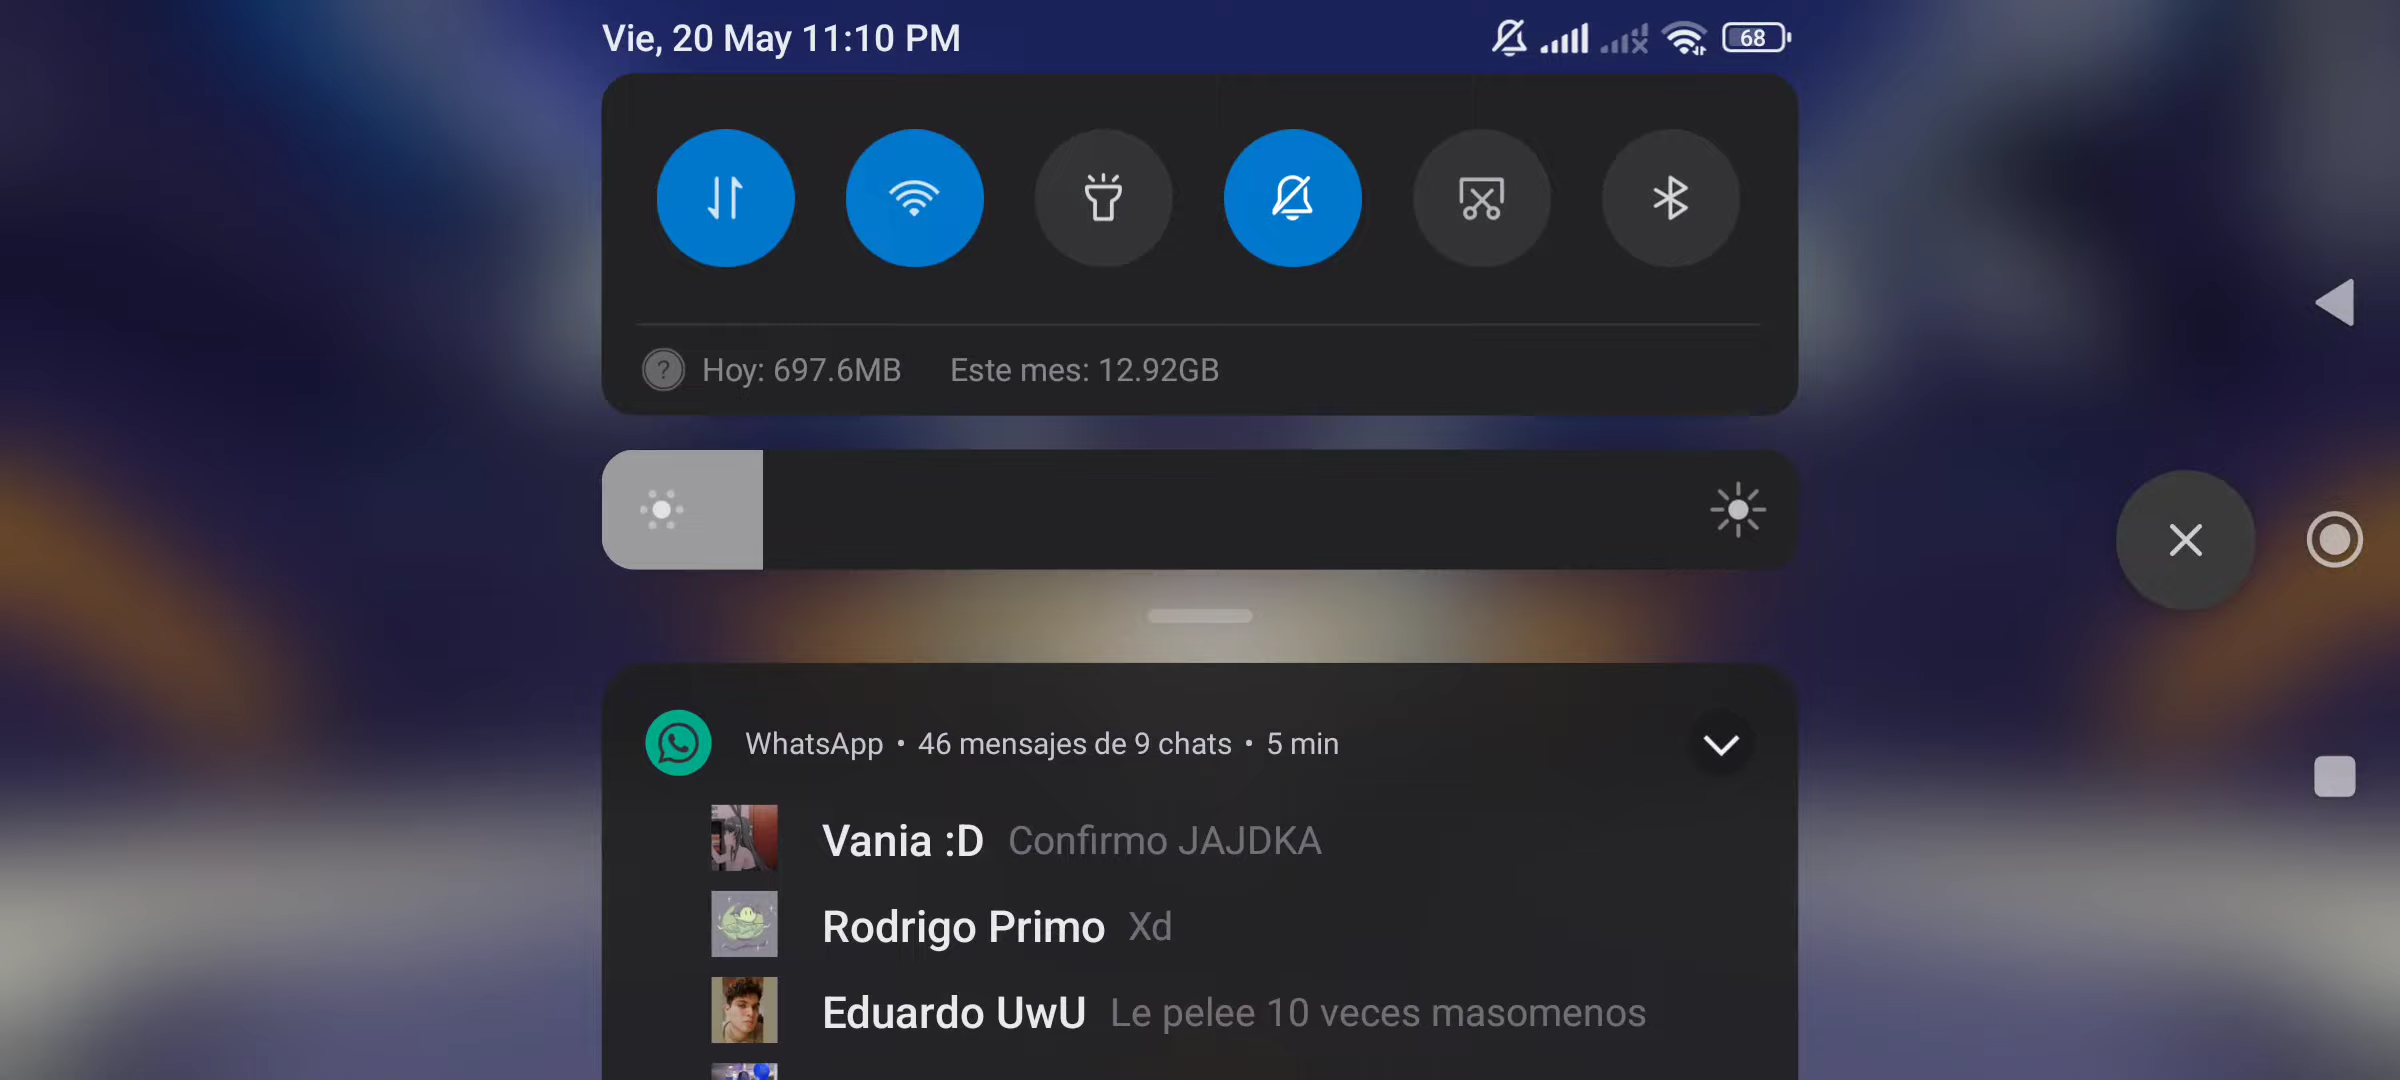 Vie, 20 May 11:10 PM
68
? Hoy: 697.6MB Este mes: 12.92GB
WhatsApp • 46 mensajes de 9 chats • 5 min
Vania :D Confirmo JAJDKA
Rodrigo Primo Xd
Eduardo UwU Le pelee 10 veces masomenos